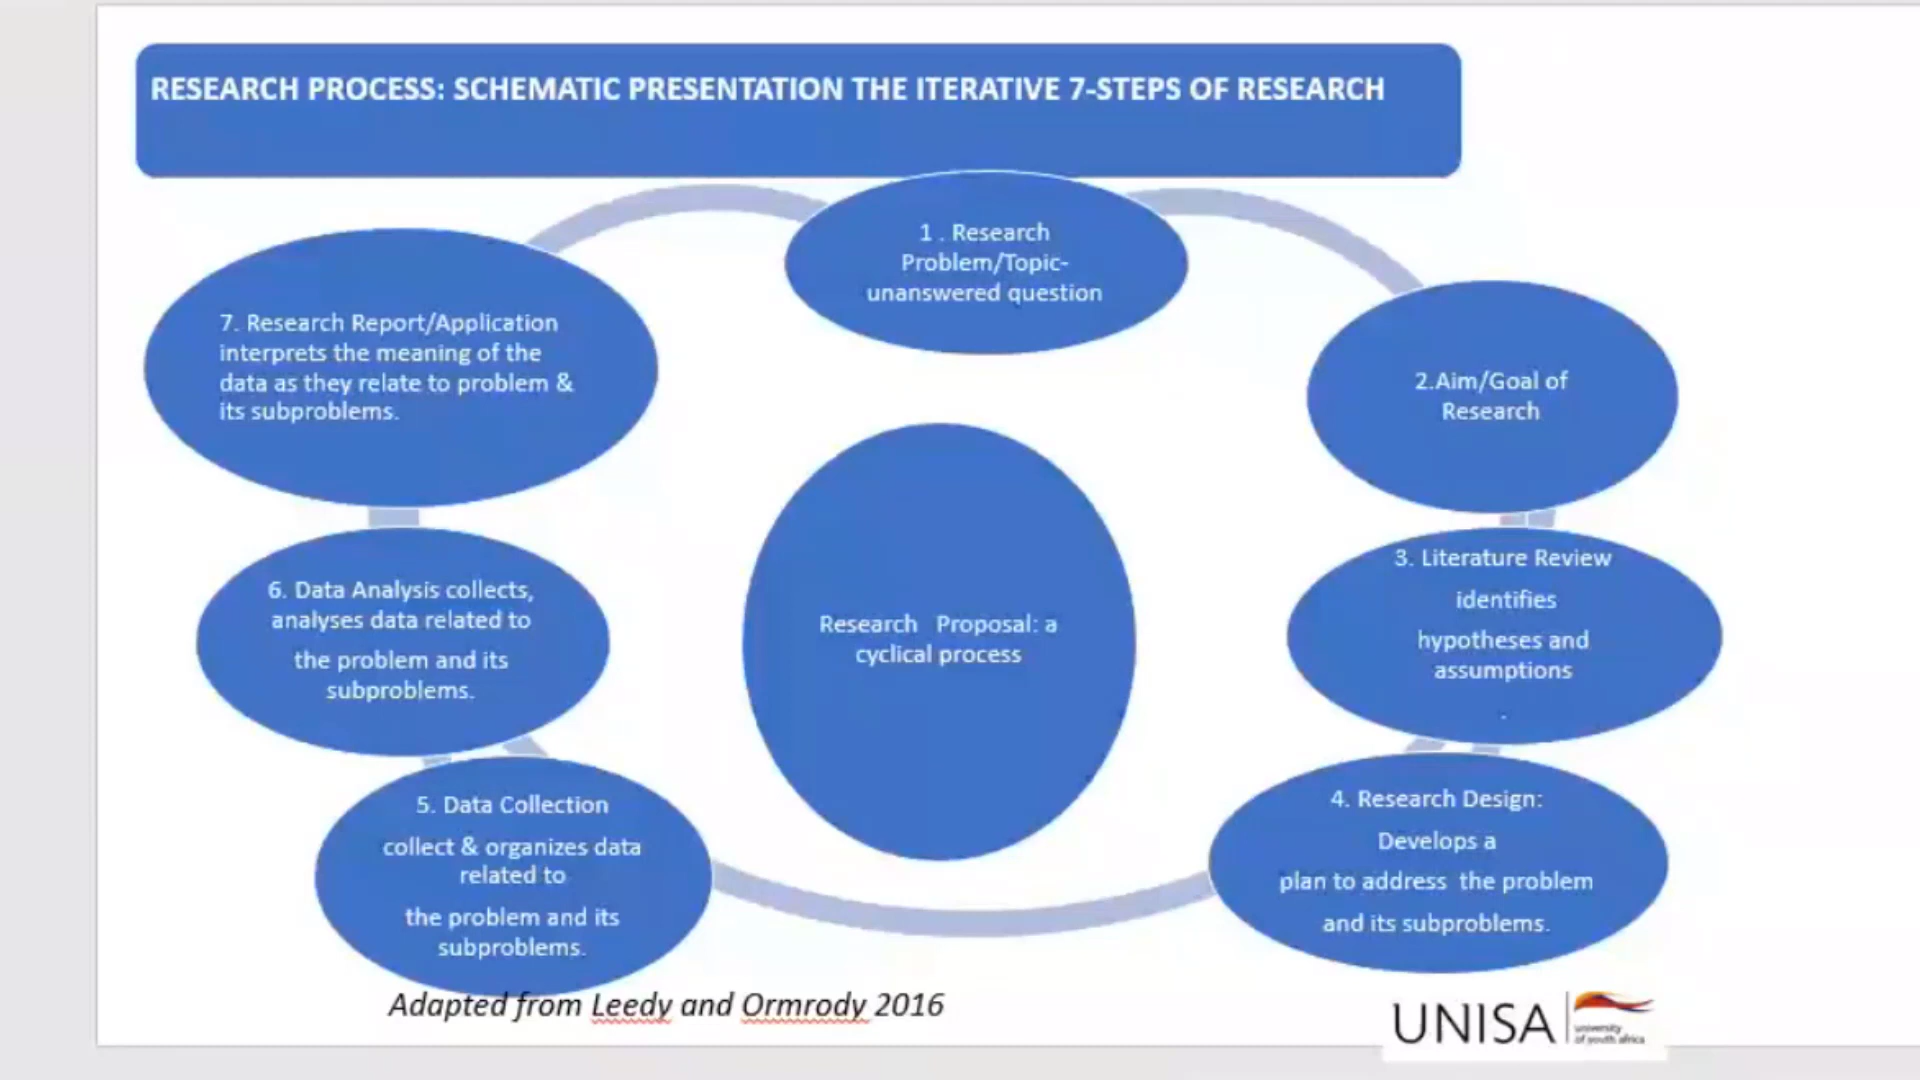 RESEARCH PROCESS: SCHEMATIC PRESENTATION THE ITERATIVE 7-STEPS OF RESEARCH
1 . Research
Problem/Topic-
unanswered question
2.Aim/Goal of
Research
3. Literature Review
identifies
hypotheses and
assumptions
.
4. Research Design:
Develops a
plan to address the problem
and its subproblems.
5. Data Collection
collect & organizes data
related to
the problem and its
subproblems.
6. Data Analysis collects,
analyses data related to
the problem and its
subproblems.
7. Research Report/Application
interprets the meaning of the
data as they relate to problem &
its subproblems.
Research Proposal: a
cyclical process
Adapted from Leedy and Ormrody 2016
UNISA
university
of south africa